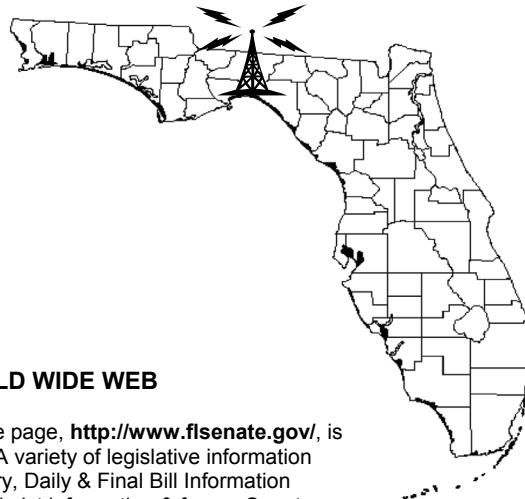 LD WIDE WEB
e page, http://www.flsenate.gov/, is
A variety of legislative information
ry, Daily & Final Bill Information